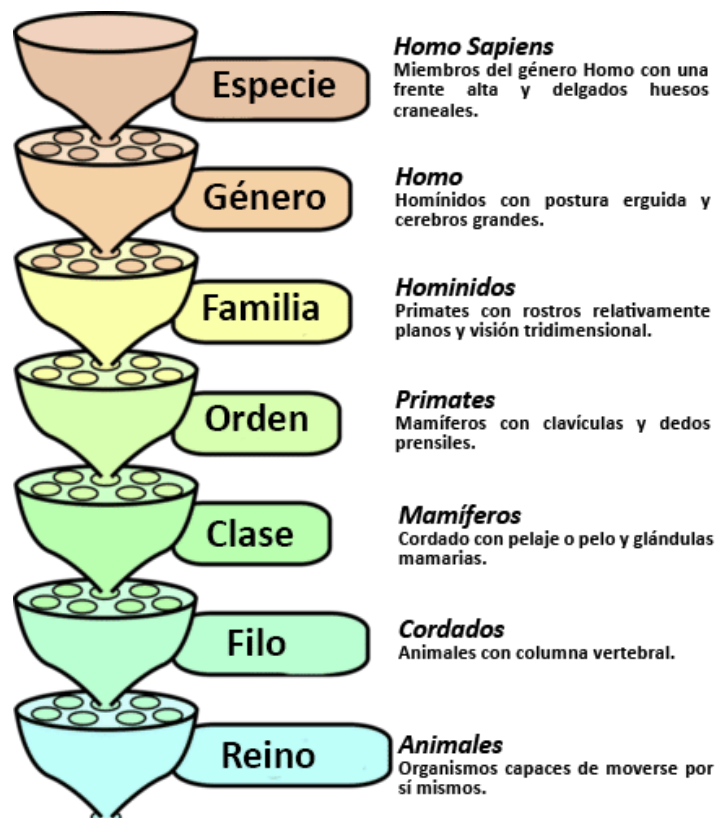 Homo Sapiens
Especie
Miembros del género Homo con una
frente alta y delgados huesos
craneales.
Género
Homo
Homínidos con postura erguida y
cerebros grandes.
Familia
Hominidos
Primates con rostros relativamente
planos y visión tridimensional.
Orden
Primates
Mamíferos con clavículas y dedos
prensiles.
Clase
Mamíferos
Cordado con pelaje o pelo y glándulas
mamarias.
Filo
Cordados
Animales con columna vertebral.
Reino
Animales
Organismos capaces de moverse por
sí mismos.